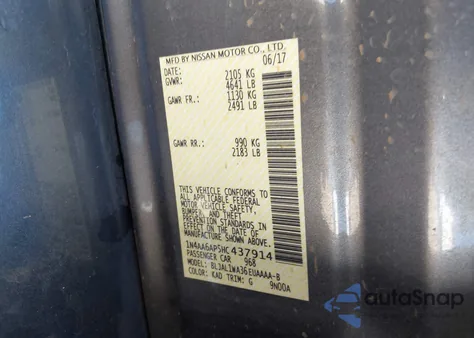 MFD BY NISSAN MOTOR CO., LTD.
DATE: 06/17
GVWR: 2105 KG
4641 LB
GAWR FR.: 1130 KG
2491 LB
GAWR RR.: 990 KG
2183 LB
THIS VEHICLE CONFORMS TO
ALL APPLICABLE FEDERAL
MOTOR VEHICLE SAFETY,
BUMPER, AND THEFT
PREVENTION STANDARDS
IN EFFECT ON THE DATE OF
MANUFACTURE SHOWN ABOVE.
1N4AA6AP5HC437914
PASSENGER CAR 968
MODEL: BLJALLWA36EUAAAA-B
COLOR: KAD TRIM: G 9N00A
autoSnap